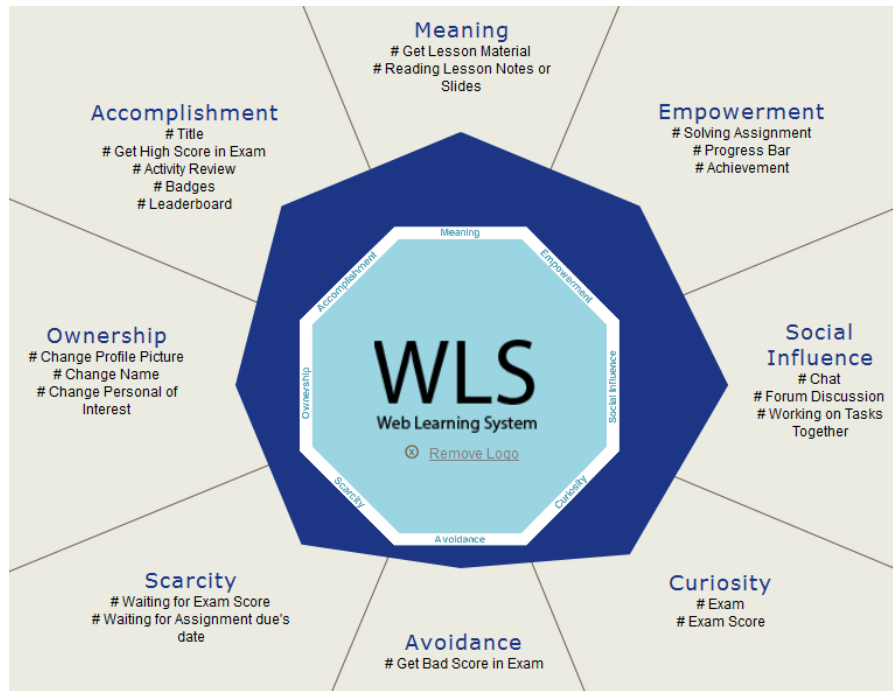 Meaning
# Get Lesson Material
# Reading Lesson Notes or
Slides
Accomplishment
# Title
# Get High Score in Exam
# Activity Review
# Badges
# Leaderboard
Empowerment
# Solving Assignment
# Progress Bar
# Achievement
Ownership
# Change Profile Picture
# Change Name
# Change Personal of
Interest
Meaning
Accomplishment
Empowerment
Ownership
Social Influence
Scarcity
Curiosity
Avoidance
WLS
Web Learning System
Remove Logo
Social
Influence
# Chat
# Forum Discussion
# Working on Tasks
Together
Scarcity
# Waiting for Exam Score
# Waiting for Assignment due's
date
Avoidance
# Get Bad Score in Exam
Curiosity
# Exam
# Exam Score